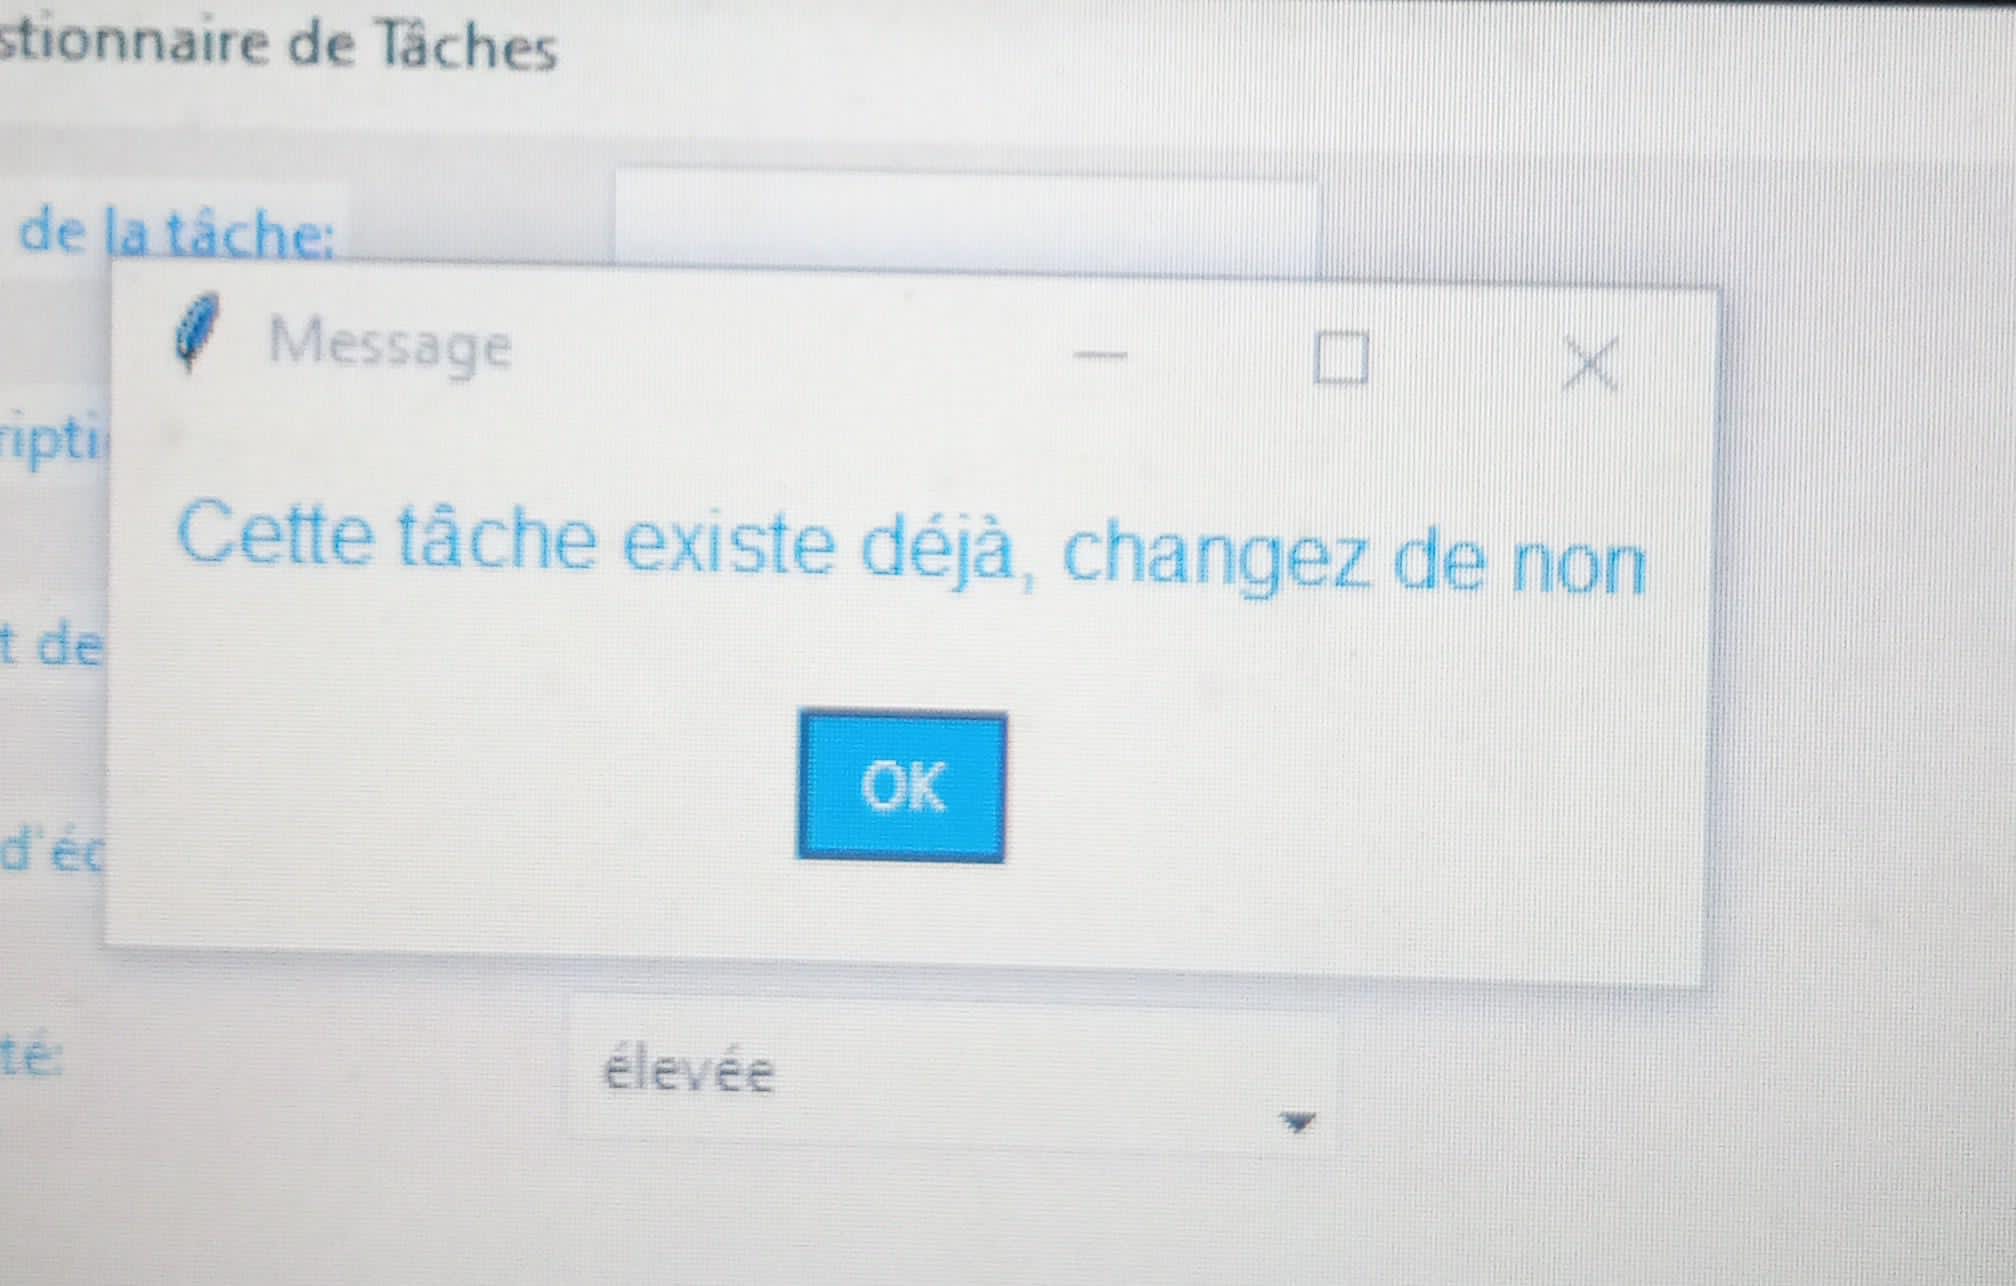 stionnaire de Tâches
de la tâche:
Message
ripti
Cette tâche existe déjà, changez de non
t de
OK
d'éc
té:
élevée